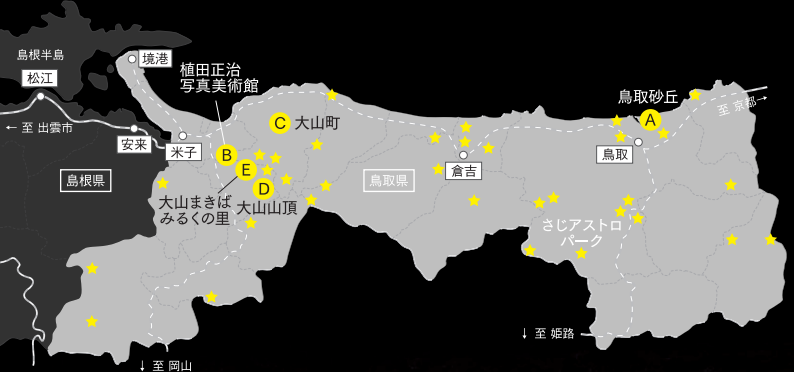 島根半島
境港
松江
植田正治
写真美術館
鳥取砂丘
至 京都→
← 至 出雲市
安来
米子
C 大山町
A
B
鳥取
E
倉吉
島根県
D
鳥取県
大山まきば
みるくの里
大山山頂
さじアストロ
パーク
↓ 至 姫路
↓ 至 岡山